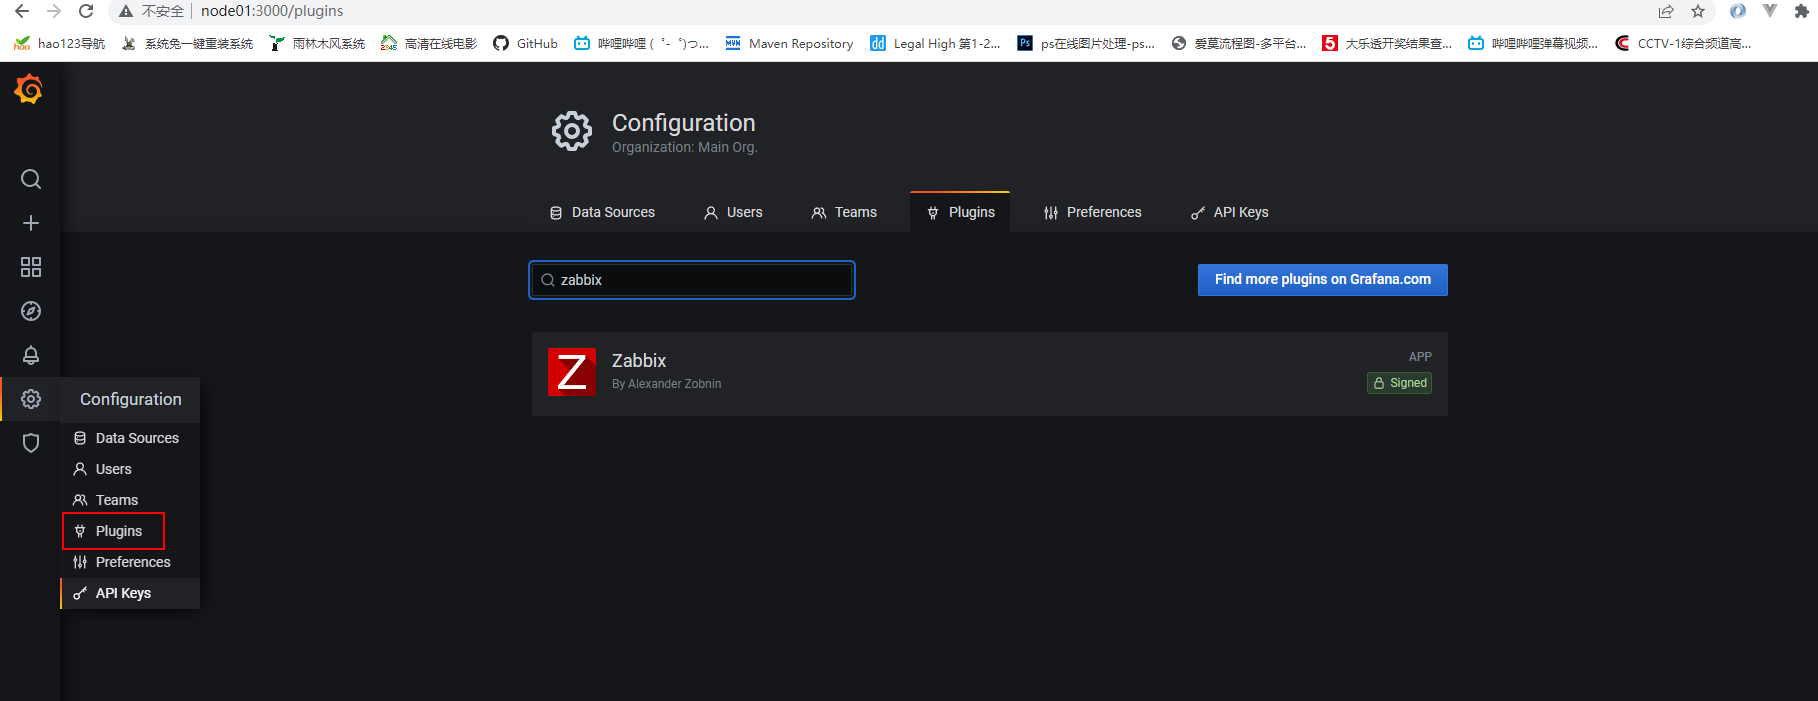 不安全 node01:3000/plugins
hao123导航 系统免一键重装系统 雨林木风系统 高清在线电影 GitHub 哔哩哔哩 ( ゜- ゜)つ... Maven Repository Legal High 第1-2... ps在线图片处理-ps... 爱莫流程图-多平台... 大乐透开奖结果查... 哔哩哔哩弹幕视频... CCTV-1综合频道高...
Configuration
Organization: Main Org.
Data Sources Users Teams Plugins Preferences API Keys
zabbix Find more plugins on Grafana.com
Zabbix APP
By Alexander Zobnin Signed
Configuration
Data Sources
Users
Teams
Plugins
Preferences
API Keys